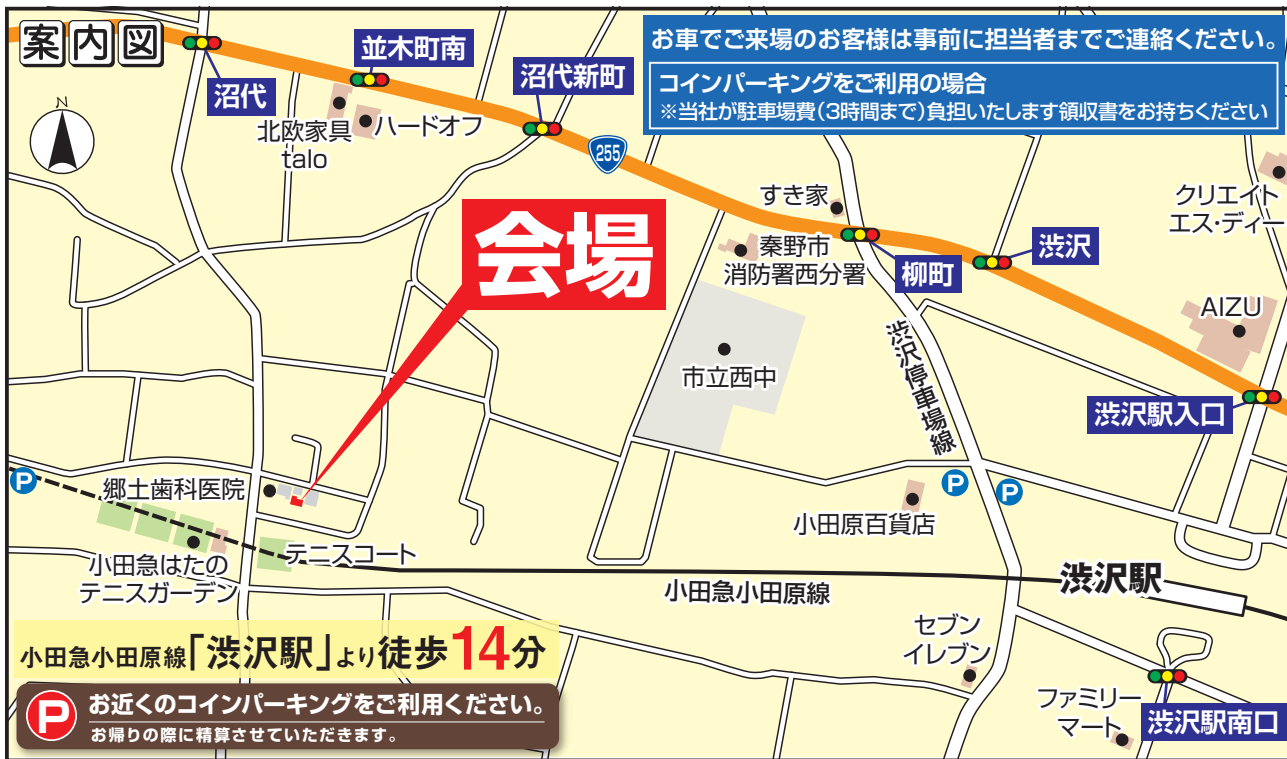 案内図
お車でご来場のお客様は事前に担当者までご連絡ください。
コインパーキングをご利用の場合
※当社が駐車場費(3時間まで)負担いたします領収書をお持ちください
N
沼代
並木町南
沼代新町
255
北欧家具
talo
ハードオフ
会場
すき家
秦野市
消防署西分署
柳町
渋沢
クリエイト
エス・ディー
AIZU
渋沢駅入口
市立西中
渋沢停車場線
P
郷土歯科医院
P
P
小田原百貨店
小田急はたの
テニスガーデン
テニスコート
小田急小田原線
渋沢駅
セブン
イレブン
ファミリー
マート
渋沢駅南口
小田急小田原線「渋沢駅」より徒歩14分
P
お近くのコインパーキングをご利用ください。
お帰りの際に精算させていただきます。